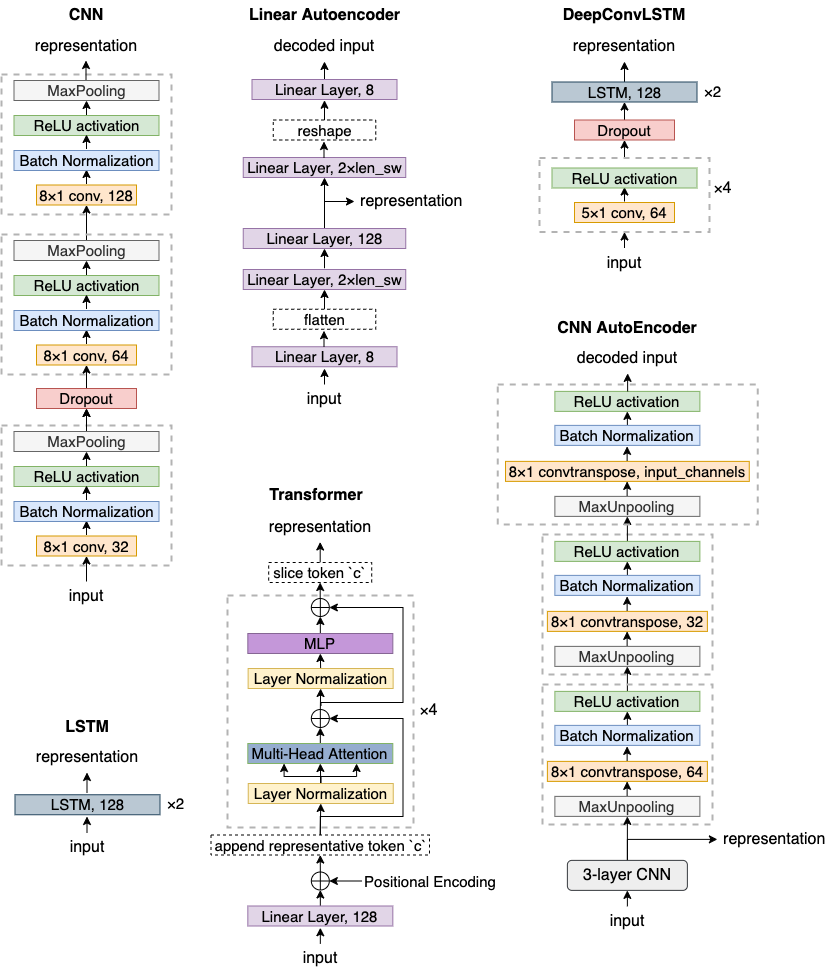 CNN
representation
MaxPooling
ReLU activation
Batch Normalization
8×1 conv, 128
MaxPooling
ReLU activation
Batch Normalization
8×1 conv, 64
Dropout
MaxPooling
ReLU activation
Batch Normalization
8×1 conv, 32
input
LSTM
representation
LSTM, 128 ×2
input
Linear Autoencoder
decoded input
Linear Layer, 8
reshape
Linear Layer, 2×len_sw
representation
Linear Layer, 128
Linear Layer, 2×len_sw
flatten
Linear Layer, 8
input
Transformer
representation
slice token `c`
MLP
Layer Normalization
×4
Multi-Head Attention
Layer Normalization
append representative token `c`
Positional Encoding
Linear Layer, 128
input
DeepConvLSTM
representation
LSTM, 128 ×2
Dropout
ReLU activation
×4
5×1 conv, 64
input
CNN AutoEncoder
decoded input
ReLU activation
Batch Normalization
8×1 convtranspose, input_channels
MaxUnpooling
ReLU activation
Batch Normalization
8×1 convtranspose, 32
MaxUnpooling
ReLU activation
Batch Normalization
8×1 convtranspose, 64
MaxUnpooling
representation
3-layer CNN
input